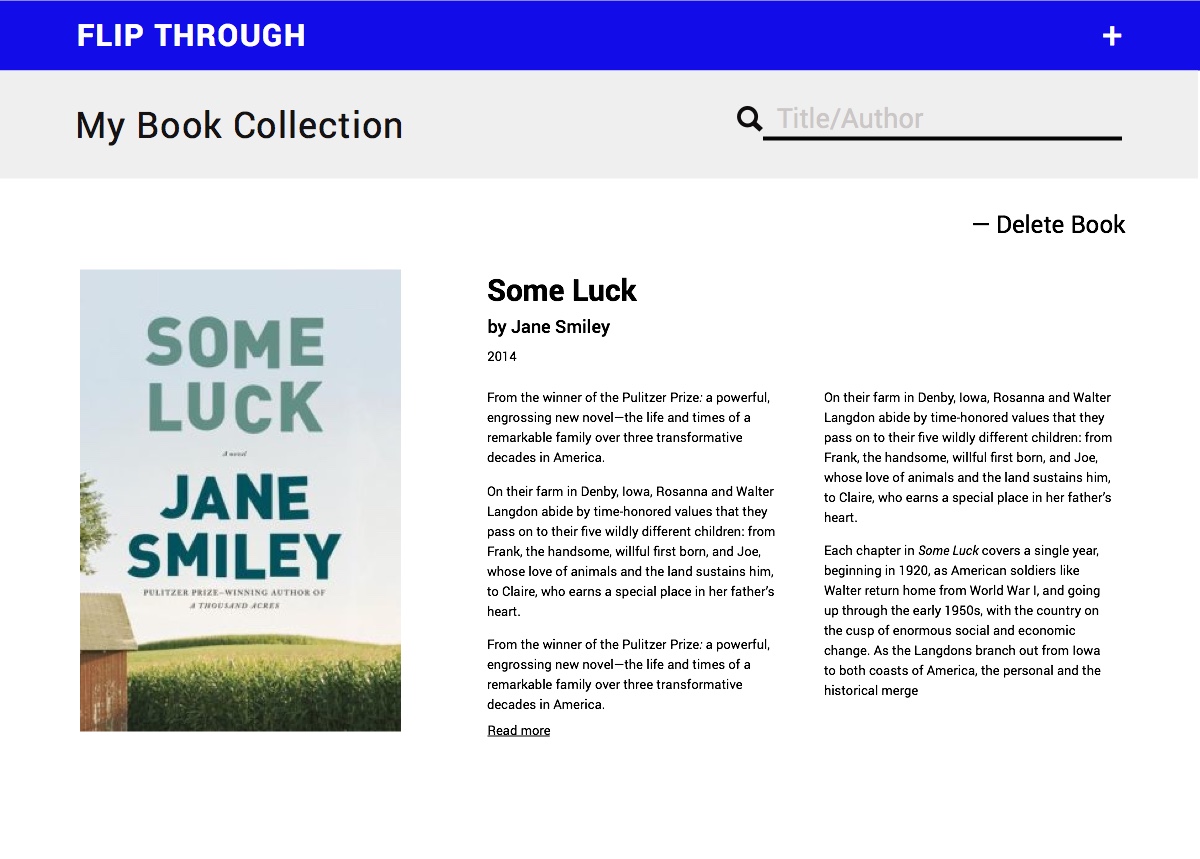 FLIP THROUGH
+
My Book Collection
Title/Author
— Delete Book
SOME
LUCK
A novel
JANE
SMILEY
PULITZER PRIZE–WINNING AUTHOR OF
A THOUSAND ACRES
Some Luck
by Jane Smiley
2014
From the winner of the Pulitzer Prize: a powerful,
engrossing new novel—the life and times of a
remarkable family over three transformative
decades in America.
On their farm in Denby, Iowa, Rosanna and Walter
Langdon abide by time-honored values that they
pass on to their five wildly different children: from
Frank, the handsome, willful first born, and Joe,
whose love of animals and the land sustains him,
to Claire, who earns a special place in her father’s
heart.
From the winner of the Pulitzer Prize: a powerful,
engrossing new novel—the life and times of a
remarkable family over three transformative
decades in America.
Read more
On their farm in Denby, Iowa, Rosanna and Walter
Langdon abide by time-honored values that they
pass on to their five wildly different children: from
Frank, the handsome, willful first born, and Joe,
whose love of animals and the land sustains him,
to Claire, who earns a special place in her father’s
heart.
Each chapter in Some Luck covers a single year,
beginning in 1920, as American soldiers like
Walter return home from World War I, and going
up through the early 1950s, with the country on
the cusp of enormous social and economic
change. As the Langdons branch out from Iowa
to both coasts of America, the personal and the
historical merge